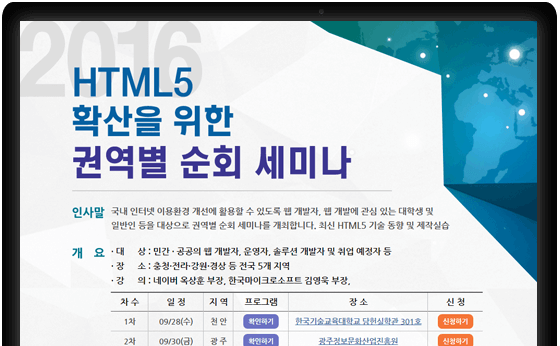 2016
HTML5
확산을 위한
권역별 순회 세미나
인사말 국내 인터넷 이용환경 개선에 활용할 수 있도록 웹 개발자, 웹 개발에 관심 있는 대학생 및
일반인 등을 대상으로 권역별 순회 세미나를 개최합니다. 최신 HTML5 기술 동향 및 제작실습
개 요 · 대 상 : 민간 · 공공의 웹 개발자, 운영자, 솔루션 개발자 및 취업 예정자 등
· 장 소 : 충청·전라·강원·경상 등 전국 5개 지역
· 강 의 : 네이버 옥상훈 부장, 한국마이크로소프트 김영욱 부장,
차 수 일 정 지 역 프로그램 장 소 신 청
1차 09/28(수) 천 안 확인하기 한국기술교육대학교 담헌실학관 301호 신청하기
2차 09/30(금) 광 주 확인하기 광주정보문화산업진흥원 신청하기